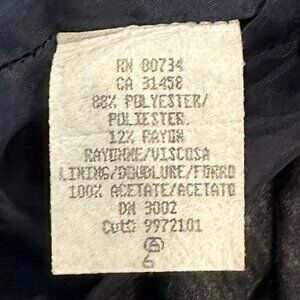 RN 80734
CA 31458
88% POLYESTER/
POLIESTER
12% RAYON
RAYONNE/VISCOSA
LINING/DOUBLURE/FORRO
100% ACETATE/ACETATO
DN 3002
Cut# 9972101
6